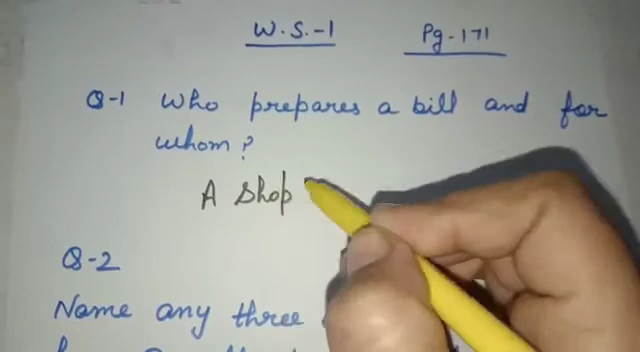 W.S.-1
Pg-171
Q-1 Who prepares a bill and for
whom?
A Shop
Q-2
Name any three